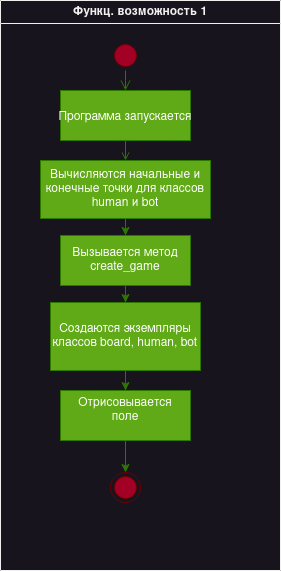 Функц. возможность 1
Программа запускается
Вычисляются начальные и
конечные точки для классов
human и bot
Вызывается метод
create_game
Создаются экземпляры
классов board, human, bot
Отрисовывается
поле